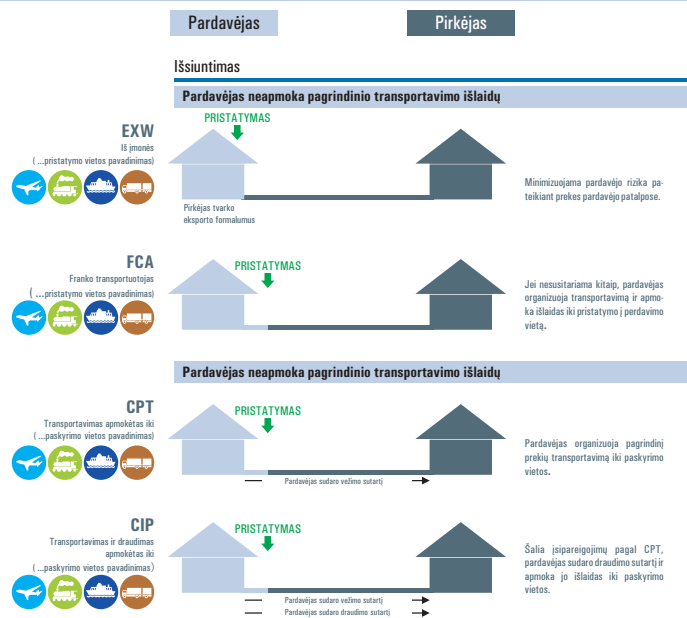 Pardavėjas
Pirkėjas
Išsiuntimas
Pardavėjas neapmoka pagrindinio transportavimo išlaidų
EXW
Iš įmonės
( ...pristatymo vietos pavadinimas)
PRISTATYMAS
Pirkėjas tvarko
eksporto formalumus
Minimizuojama pardavėjo rizika pa-
teikiant prekes pardavėjo patalpose.
FCA
Franko transportuotojas
( ...pristatymo vietos pavadinimas)
PRISTATYMAS
Jei nesusitariama kitaip, pardavėjas
organizuoja transportavimą ir apmo-
ka išlaidas iki pristatymo į perdavimo
vietą.
Pardavėjas neapmoka pagrindinio transportavimo išlaidų
CPT
Transportavimas apmokėtas iki
( ...paskyrimo vietos pavadinimas)
PRISTATYMAS
Pardavėjas sudaro vežimo sutartį
Pardavėjas organizuoja pagrindinį
prekių transportavimą iki paskyrimo
vietos.
CIP
Transportavimas ir draudimas
apmokėtas iki
( ...paskyrimo vietos pavadinimas)
PRISTATYMAS
Pardavėjas sudaro vežimo sutartį
Pardavėjas sudaro draudimo sutartį
Šalia įsipareigojimų pagal CPT,
pardavėjas sudaro draudimo sutartį ir
apmoka jo išlaidas iki paskyrimo
vietos.